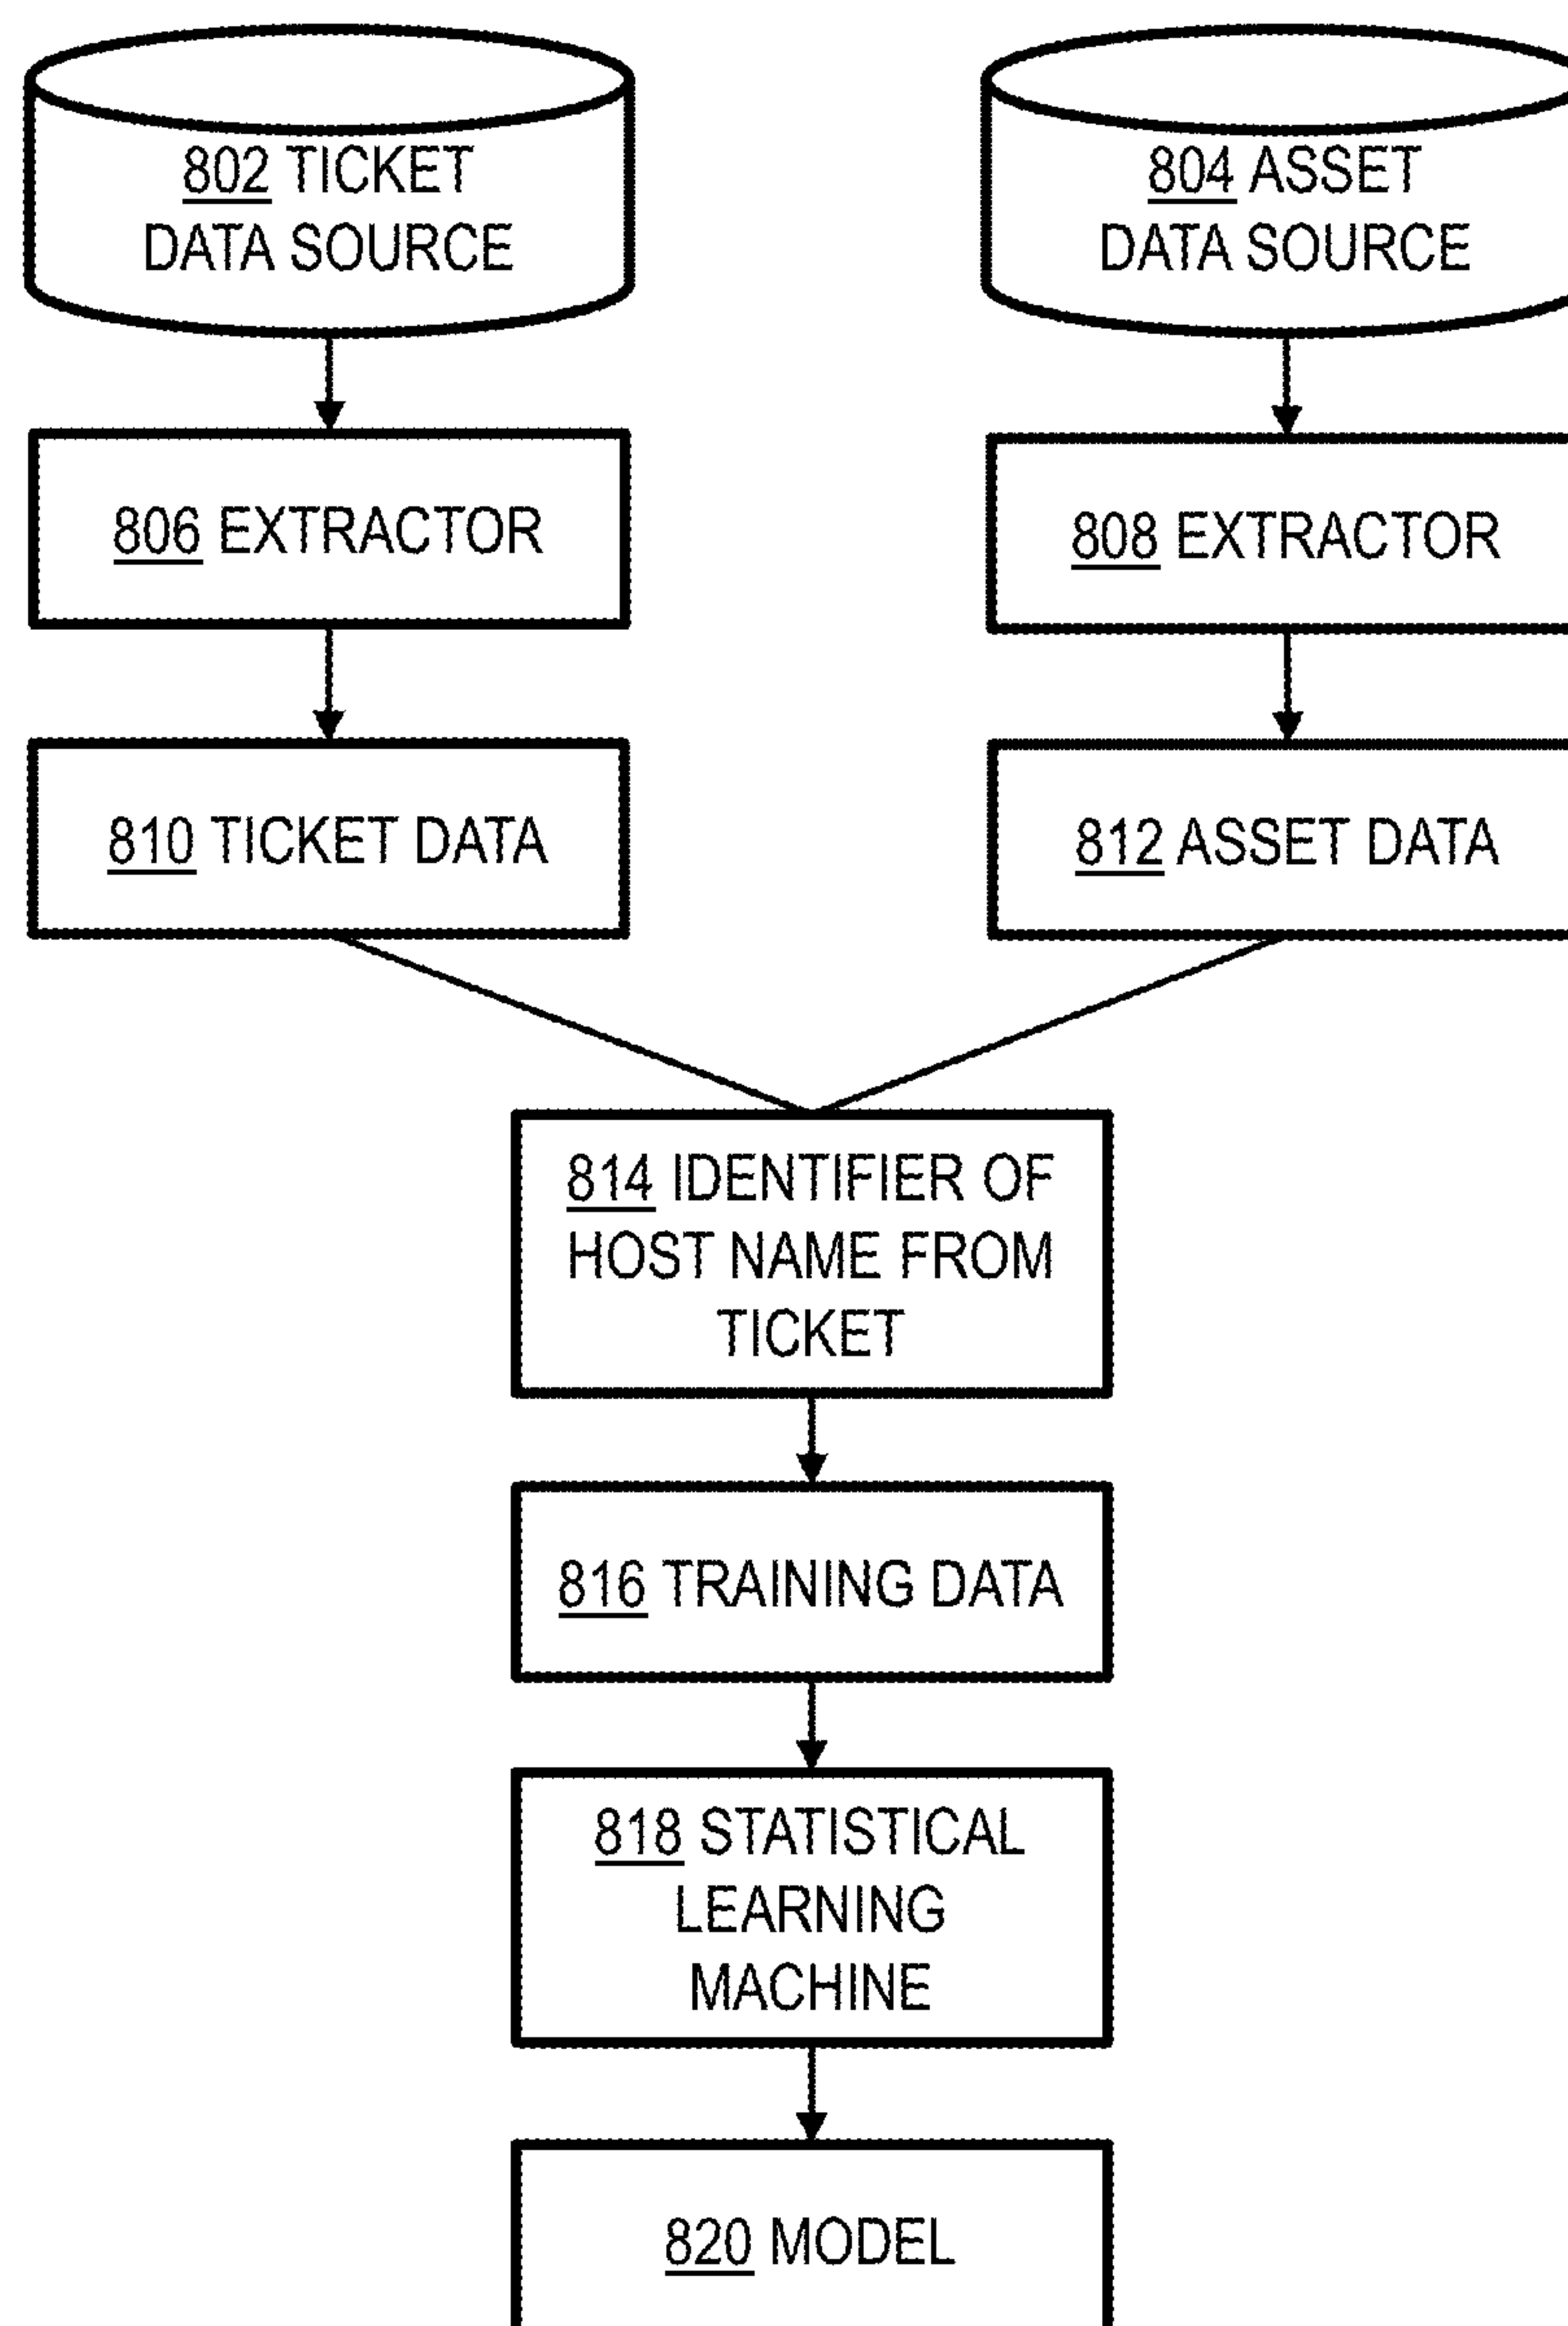 802 TICKET
DATA SOURCE
804 ASSET
DATA SOURCE
806 EXTRACTOR
808 EXTRACTOR
810 TICKET DATA
812 ASSET DATA
814 IDENTIFIER OF
HOST NAME FROM
TICKET
816 TRAINING DATA
818 STATISTICAL
LEARNING
MACHINE
820 MODEL